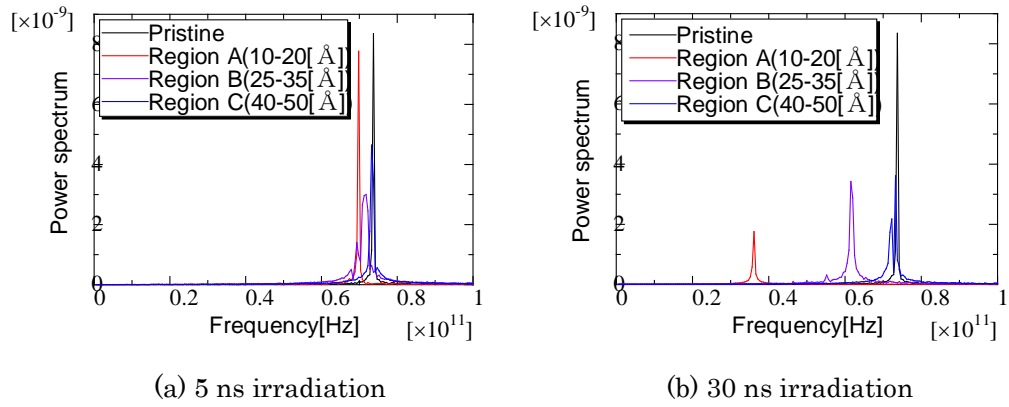 [×10⁻⁹]
8
6
4
2
0
Power spectrum
Pristine
Region A(10-20[Å])
Region B(25-35[Å])
Region C(40-50[Å])
0 0.2 0.4 0.6 0.8 1
Frequency[Hz] [×10¹¹]
(a) 5 ns irradiation
[×10⁻⁹]
8
6
4
2
0
Power spectrum
Pristine
Region A(10-20[Å])
Region B(25-35[Å])
Region C(40-50[Å])
0 0.2 0.4 0.6 0.8 1
Frequency[Hz] [×10¹¹]
(b) 30 ns irradiation